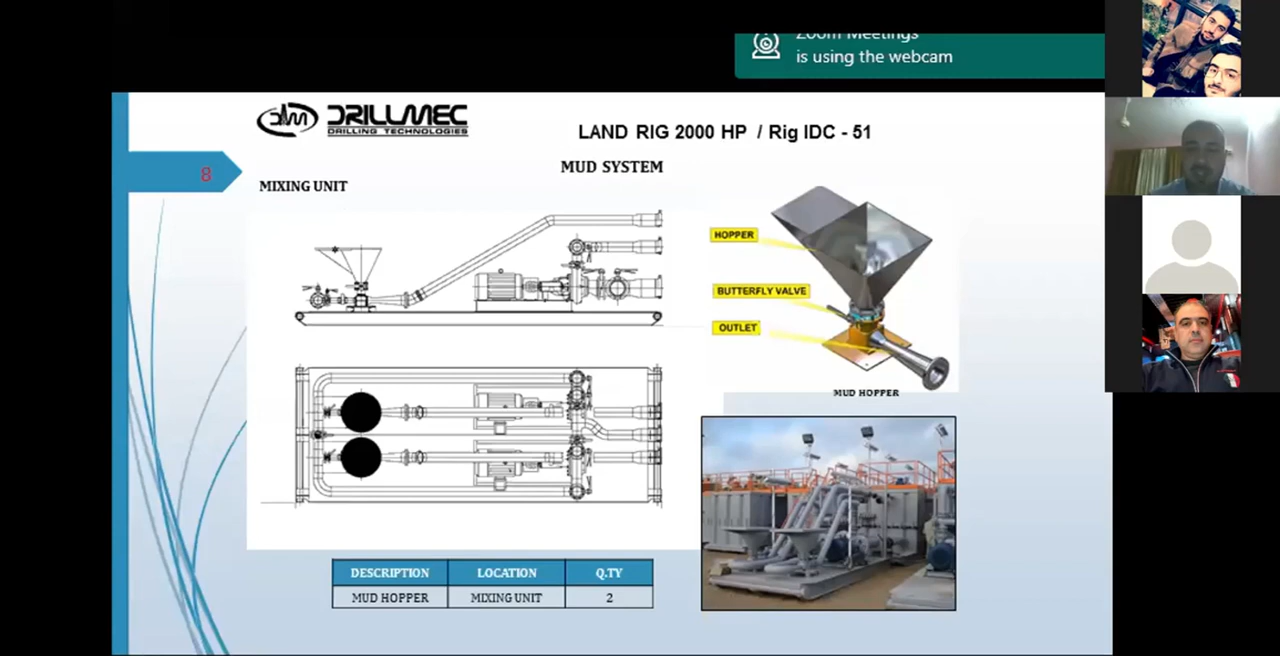 Zoom Meetings
is using the webcam
DRILLMEC
DRILLING TECHNOLOGIES
LAND RIG 2000 HP / Rig IDC - 51
8
MUD SYSTEM
MIXING UNIT
HOPPER
BUTTERFLY VALVE
OUTLET
MUD HOPPER
DESCRIPTION LOCATION Q.TY
MUD HOPPER MIXING UNIT 2